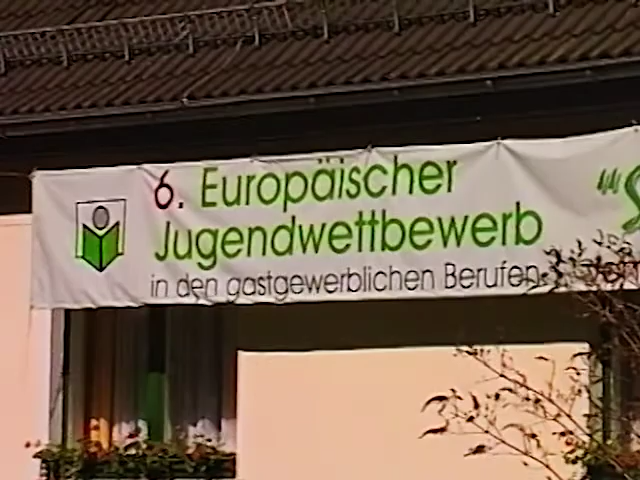 6. Europäischer
Jugendwettbewerb
in den gastgewerblichen Berufen